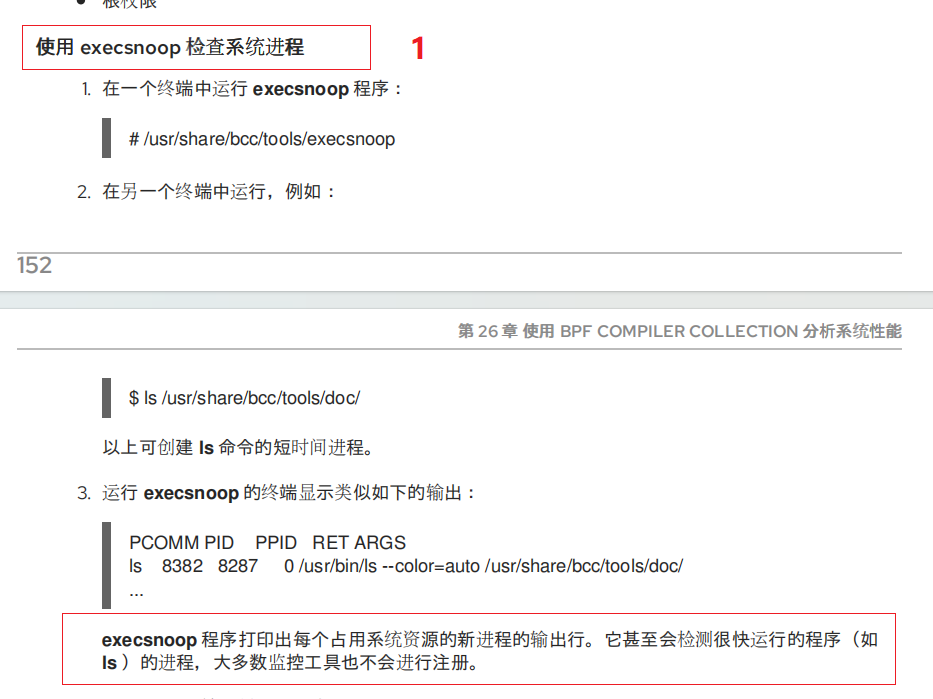 ● 根权限
使用 execsnoop 检查系统进程
1
1. 在一个终端中运行 execsnoop 程序：
# /usr/share/bcc/tools/execsnoop
2. 在另一个终端中运行，例如：
152
第 26 章 使用 BPF COMPILER COLLECTION 分析系统性能
$ ls /usr/share/bcc/tools/doc/
以上可创建 ls 命令的短时间进程。
3. 运行 execsnoop 的终端显示类似如下的输出：
PCOMM PID PPID RET ARGS
ls 8382 8287 0 /usr/bin/ls --color=auto /usr/share/bcc/tools/doc/
...
execsnoop 程序打印出每个占用系统资源的新进程的输出行。它甚至会检测很快运行的程序（如
ls ）的进程，大多数监控工具也不会进行注册。